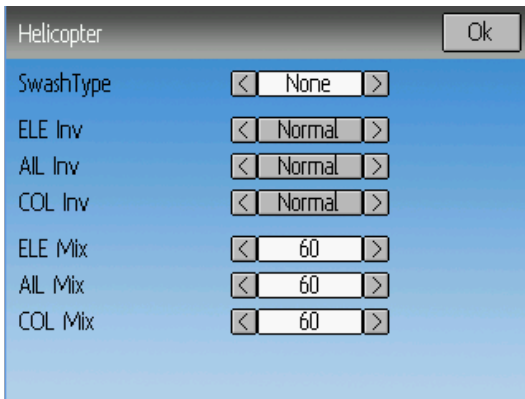 Helicopter Ok
SwashType < None >
ELE Inv < Normal >
AIL Inv < Normal >
COL Inv < Normal >
ELE Mix < 60 >
AIL Mix < 60 >
COL Mix < 60 >